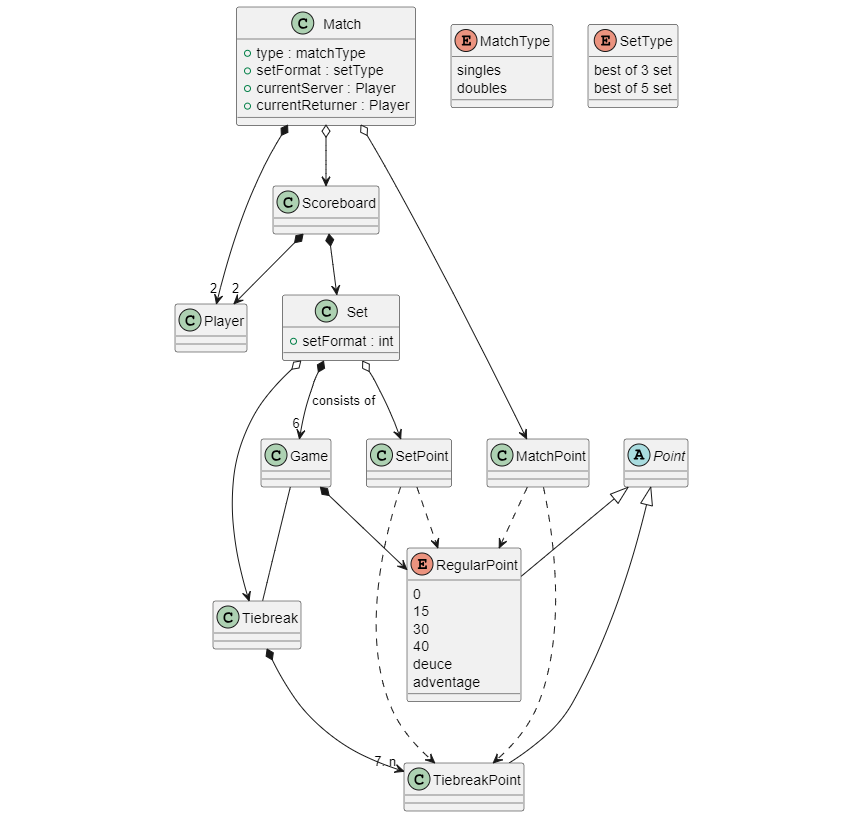 C Match
type : matchType
setFormat : setType
currentServer : Player
currentReturner : Player
E MatchType
singles
doubles
E SetType
best of 3 set
best of 5 set
C Scoreboard
2
2
C Player
C Set
setFormat : int
consists of
6
C Game
C SetPoint
C MatchPoint
A Point
E RegularPoint
0
15
30
40
deuce
adventage
C Tiebreak
7..n
C TiebreakPoint